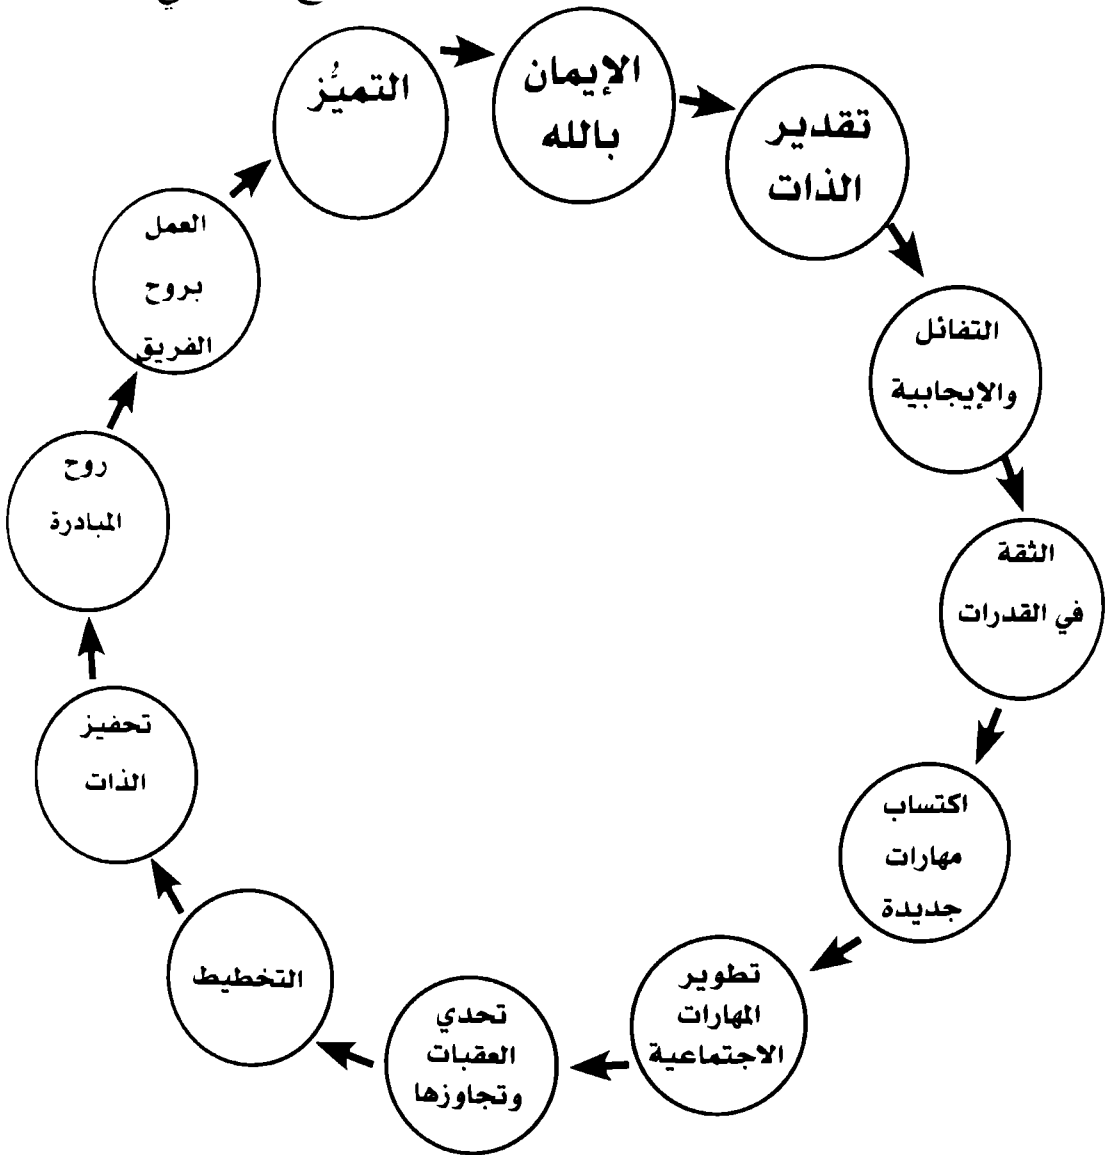 الإيمان
بالله
تقدير
الذات
التفائل
والإيجابية
الثقة
في القدرات
اكتساب
مهارات
جديدة
تطوير
المهارات
الاجتماعية
تحدي
العقبات
وتجاوزها
التخطيط
تحفيز
الذات
روح
المبادرة
العمل
بروح
الفريق
التميُّز